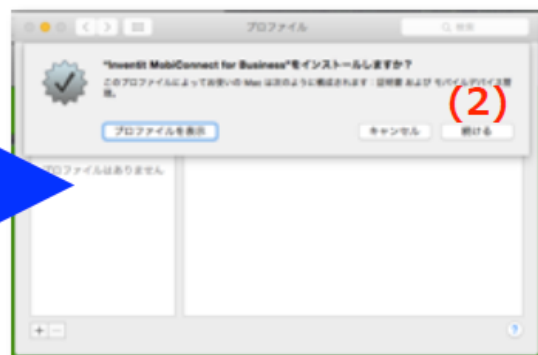 プロファイル
検索
"Inventit MobiConnect for Business"をインストールしますか？
このプロファイルによってお使いの Mac は次のように構成されます：証明書 および モバイルデバイス管
理。
(2)
プロファイルを表示
キャンセル
続ける
プロファイルはありません